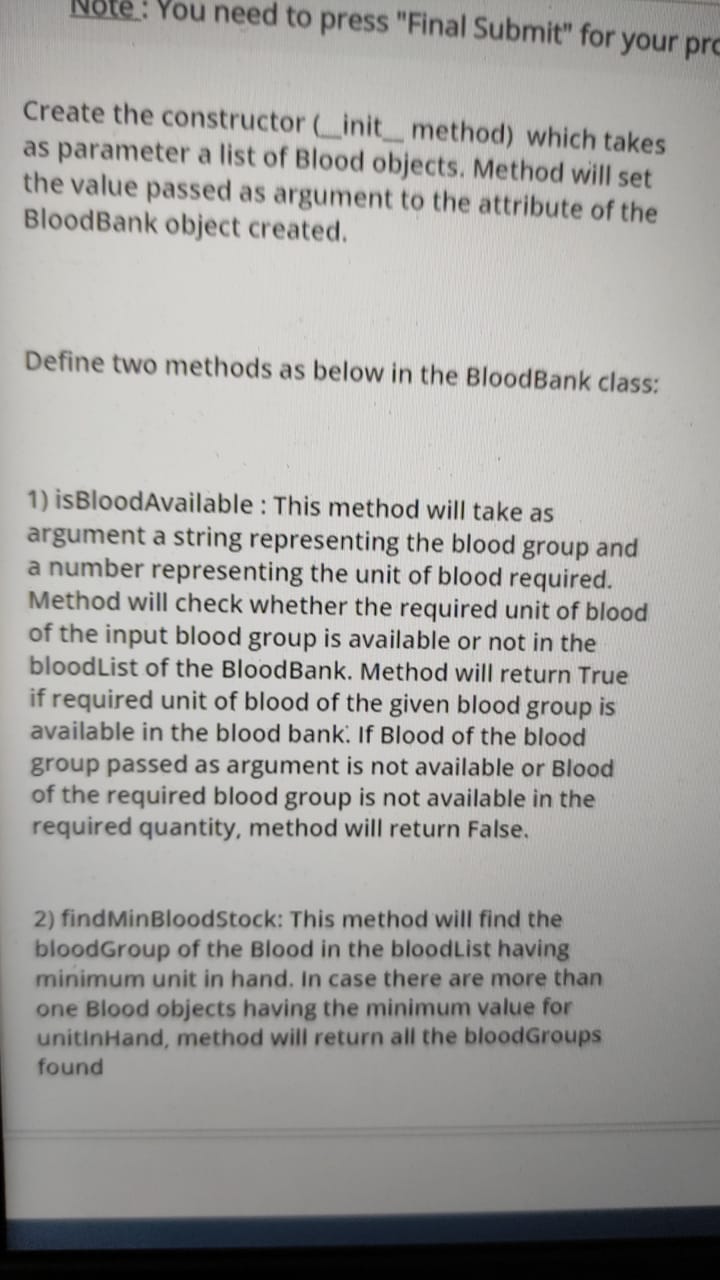 Note : You need to press "Final Submit" for your pro
Create the constructor (__init__ method) which takes
as parameter a list of Blood objects. Method will set
the value passed as argument to the attribute of the
BloodBank object created.
Define two methods as below in the BloodBank class:
1) isBloodAvailable : This method will take as
argument a string representing the blood group and
a number representing the unit of blood required.
Method will check whether the required unit of blood
of the input blood group is available or not in the
bloodList of the BloodBank. Method will return True
if required unit of blood of the given blood group is
available in the blood bank. If Blood of the blood
group passed as argument is not available or Blood
of the required blood group is not available in the
required quantity, method will return False.
2) findMinBloodStock: This method will find the
bloodGroup of the Blood in the bloodList having
minimum unit in hand. In case there are more than
one Blood objects having the minimum value for
unitInHand, method will return all the bloodGroups
found